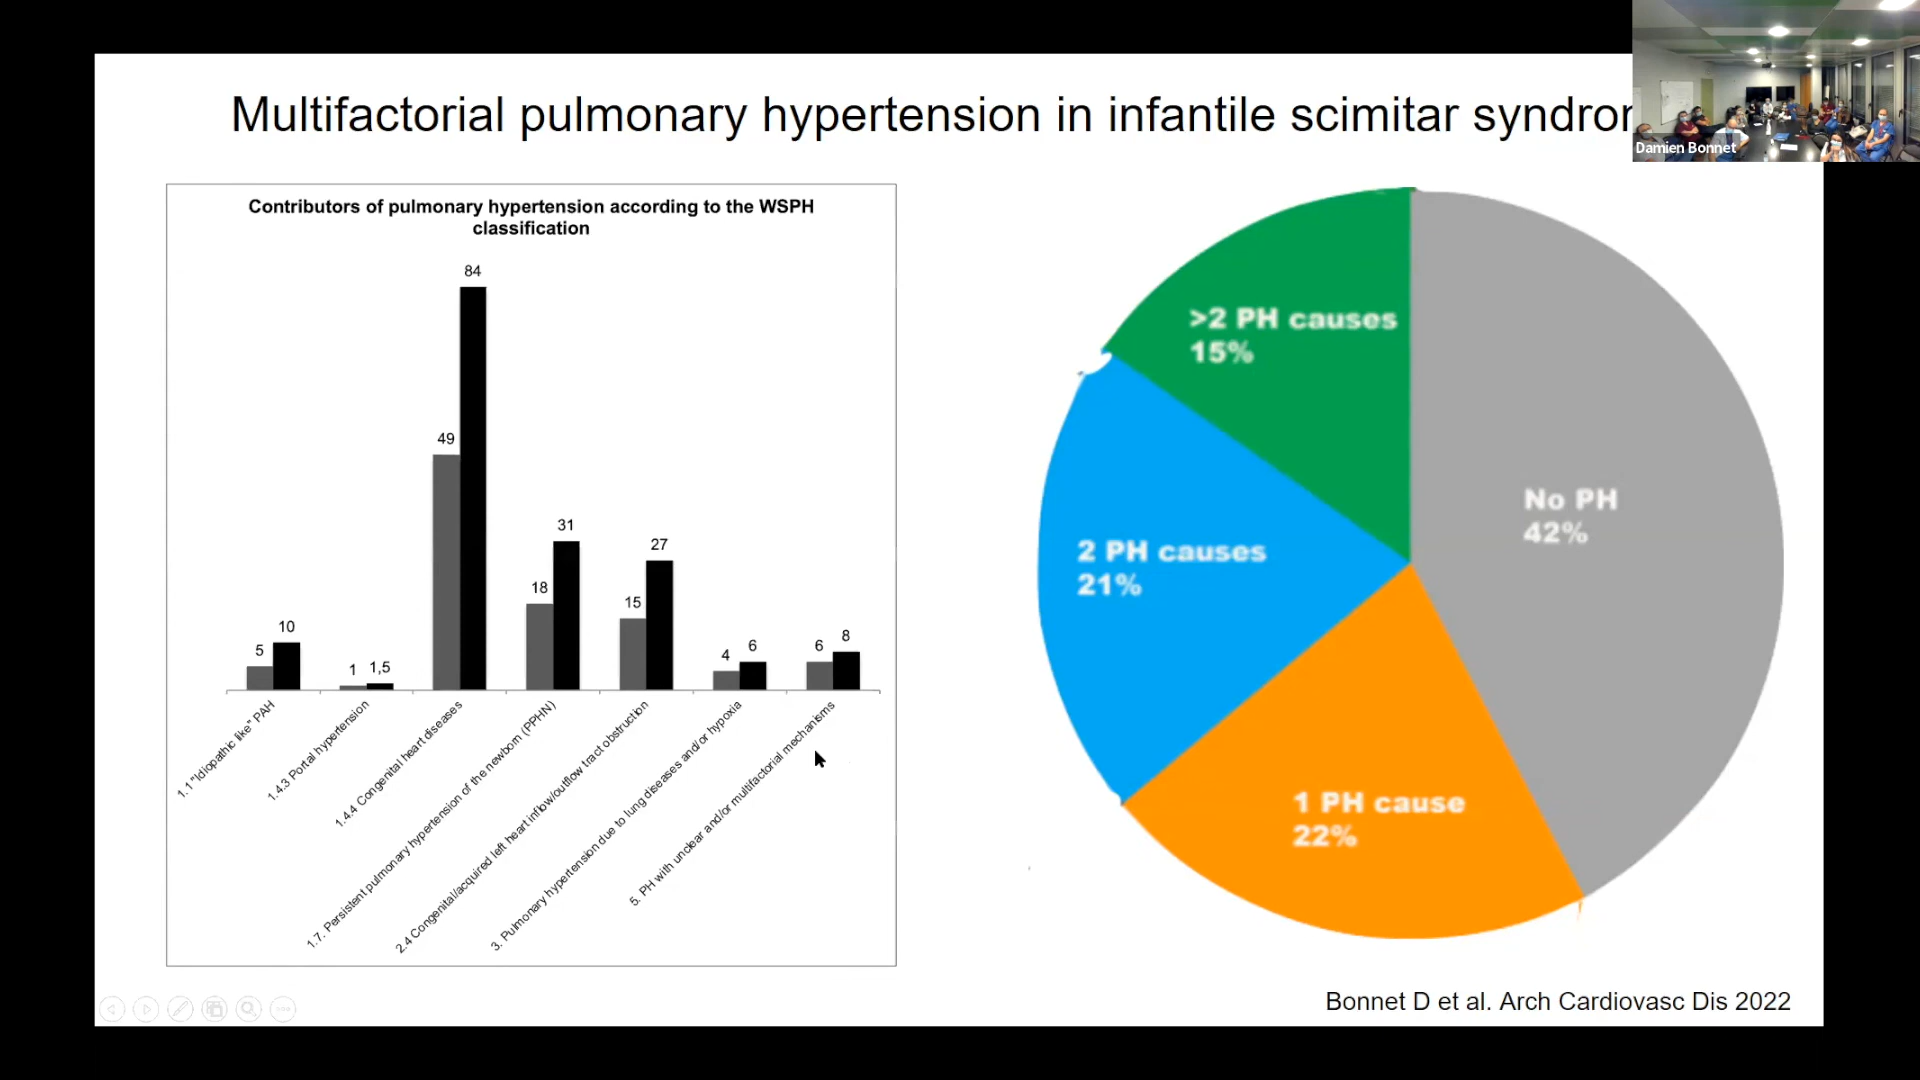 Multifactorial pulmonary hypertension in infantile scimitar syndrom
Damien Bonnet
Contributors of pulmonary hypertension according to the WSPH
classification
84
49
31
27
18
15
10
5
1
1,5
4
6
6
8
1.1 "Idiopathic like" PAH
1.4.3 Portal hypertension
1.4.4 Congenital heart diseases
1.7. Persistent pulmonary hypertension of the newborn (PPHN)
2.4 Congenital/acquired left heart inflow/outflow tract obstruction
3. Pulmonary hypertension due to lung diseases and/or hypoxia
5. PH with unclear and/or multifactorial mechanisms
>2 PH causes
15%
No PH
42%
2 PH causes
21%
1 PH cause
22%
Bonnet D et al. Arch Cardiovasc Dis 2022